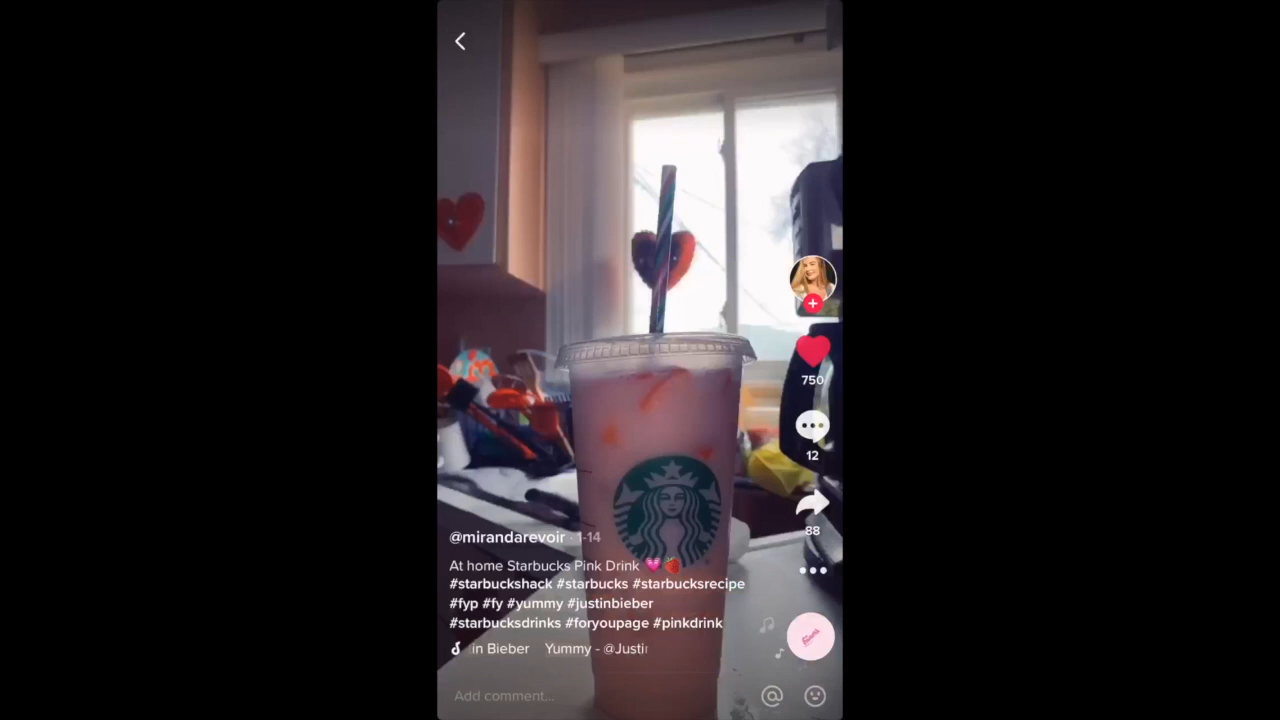 750
12
88
@mirandarevoir · 1-14
At home Starbucks Pink Drink 💗🍓
#starbuckshack #starbucks #starbucksrecipe
#fyp #fy #yummy #justinbieber
#starbucksdrinks #foryoupage #pinkdrink
in Bieber Yummy - @Justi
Add comment...